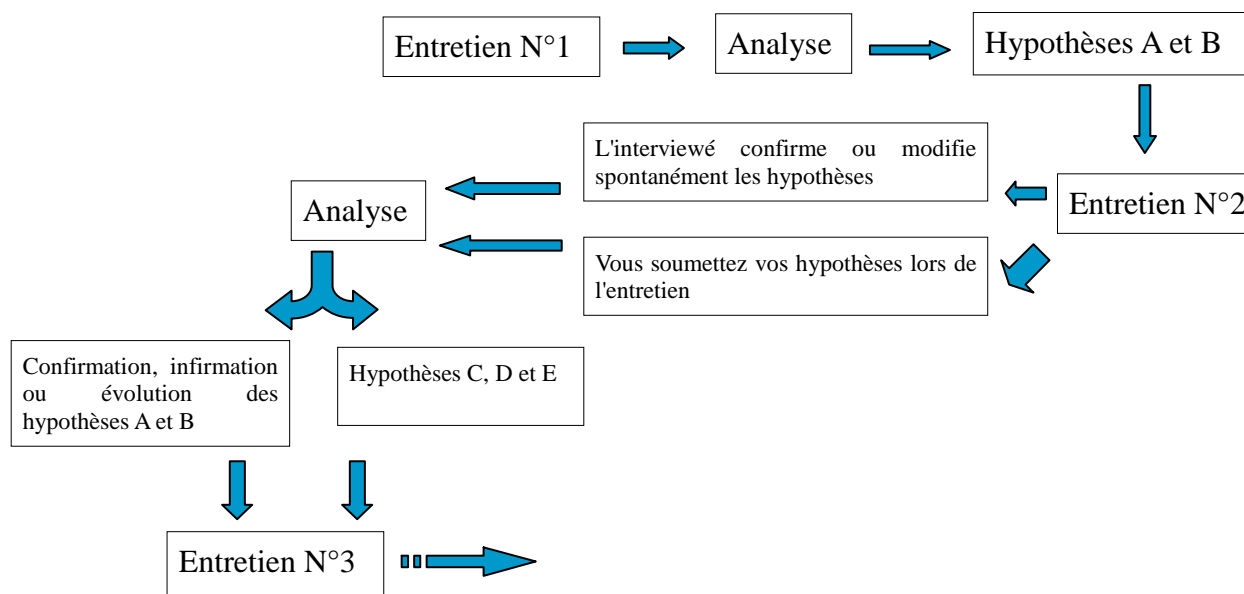 Entretien N°1
Analyse
Hypothèses A et B
L'interviewé confirme ou modifie
spontanément les hypothèses
Entretien N°2
Analyse
Vous soumettez vos hypothèses lors de
l'entretien
Confirmation, infirmation
ou évolution des
hypothèses A et B
Hypothèses C, D et E
Entretien N°3